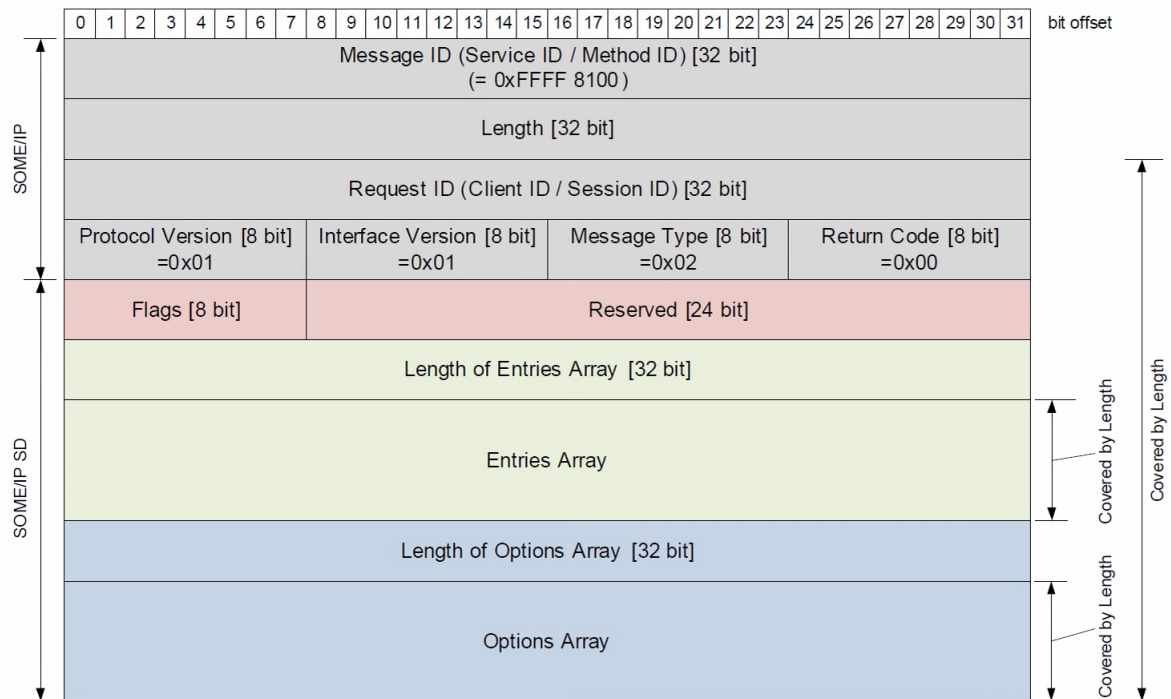 0 1 2 3 4 5 6 7 8 9 10 11 12 13 14 15 16 17 18 19 20 21 22 23 24 25 26 27 28 29 30 31 bit offset
SOME/IP
Message ID (Service ID / Method ID) [32 bit]
(= 0xFFFF 8100 )
Length [32 bit]
Request ID (Client ID / Session ID) [32 bit]
Protocol Version [8 bit] Interface Version [8 bit] Message Type [8 bit] Return Code [8 bit]
=0x01 =0x01 =0x02 =0x00
SOME/IP SD
Flags [8 bit] Reserved [24 bit]
Length of Entries Array [32 bit]
Entries Array
Covered by Length
Length of Options Array [32 bit]
Options Array
Covered by Length
Covered by Length